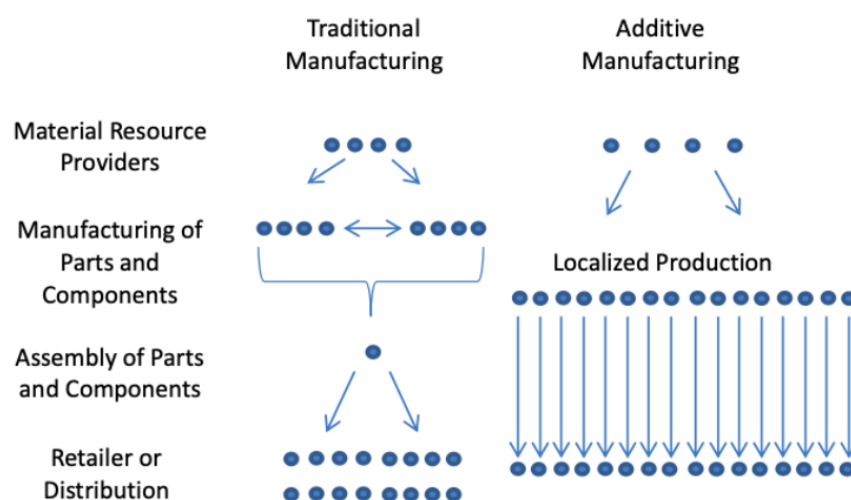 Traditional
Manufacturing
Additive
Manufacturing
Material Resource
Providers
Manufacturing of
Parts and
Components
Localized Production
Assembly of Parts
and Components
Retailer or
Distribution